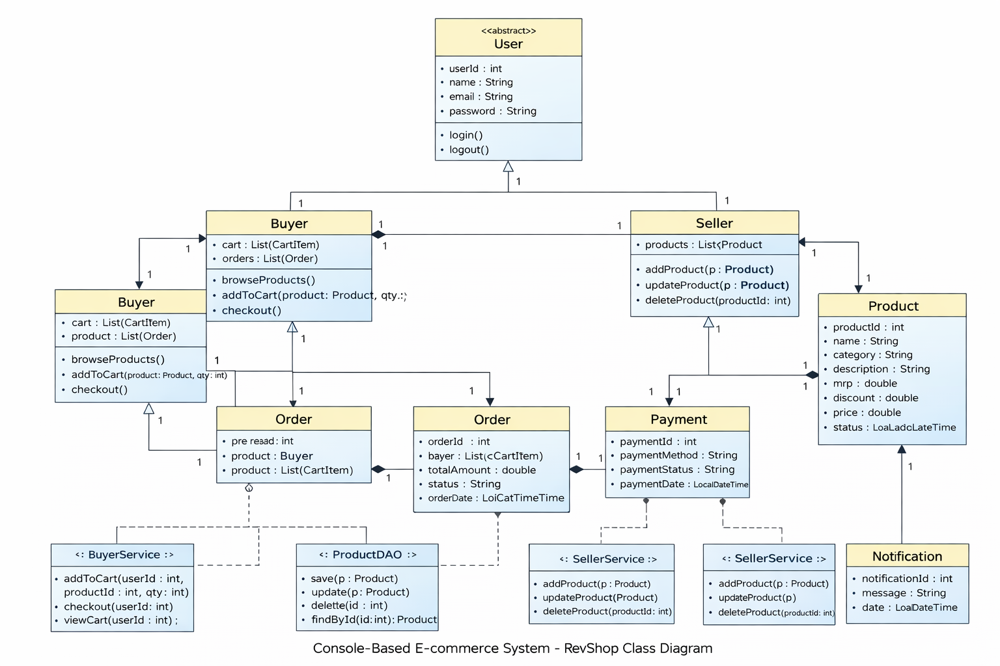 <<abstract>>
User
• userId : int
• name : String
• email : String
• password : String
• login()
• logout()
1
1
1
Buyer
• cart : List(CartITem)
• orders : List(Order)
• browseProducts()
• addToCart(product: Product, qty.:
• checkout()
1
1
1
Seller
• products : List<Product
• addProduct(p : Product)
• updateProduct(p : Product)
• deleteProduct(productId: int)
1
1
1
1
Buyer
• cart : List(CartITem)
• product : List(Order)
• browseProducts()
• addToCart(product: Product, qty: int)
• checkout()
Product
• productId : int
• name : String
• category : String
• description : String
• mrp : double
• discount : double
• price : double
• status : LoaLadcLateTime
1
1
1
1
1
1
1
1
1
1
1
1
Order
• pre read: int
• product : Buyer
• product : List(CartItem)
1
Order
• orderId : int
• bayer : List(<CartITem)
• totalAmount : double
• status : String
• orderDate : LoiCatTimeTime
1
1
Payment
• paymentId : int
• paymentMethod : String
• paymentStatus : String
• paymentDate : LocalDateTime
1
<: BuyerService :>
• addToCart(userId : int,
productId : int, qty: int)
• checkout(userId: int)
• viewCart(userId : int) ;
<: ProductDAO :>
• save(p : Product)
• update(p: Product)
• delette(id : int)
• findById(id:int): Product
<: SellerService :>
• addProduct(p : Product)
• updateProduct(Product)
• deleteProduct(productId: int)
<: SellerService :>
• addProduct(p : Product)
• updateProduct(p)
• deleteProduct(productId: int)
Notification
• notificationId : int
• message : String
• date : LoalDateTime
Console-Based E-commerce System - RevShop Class Diagram